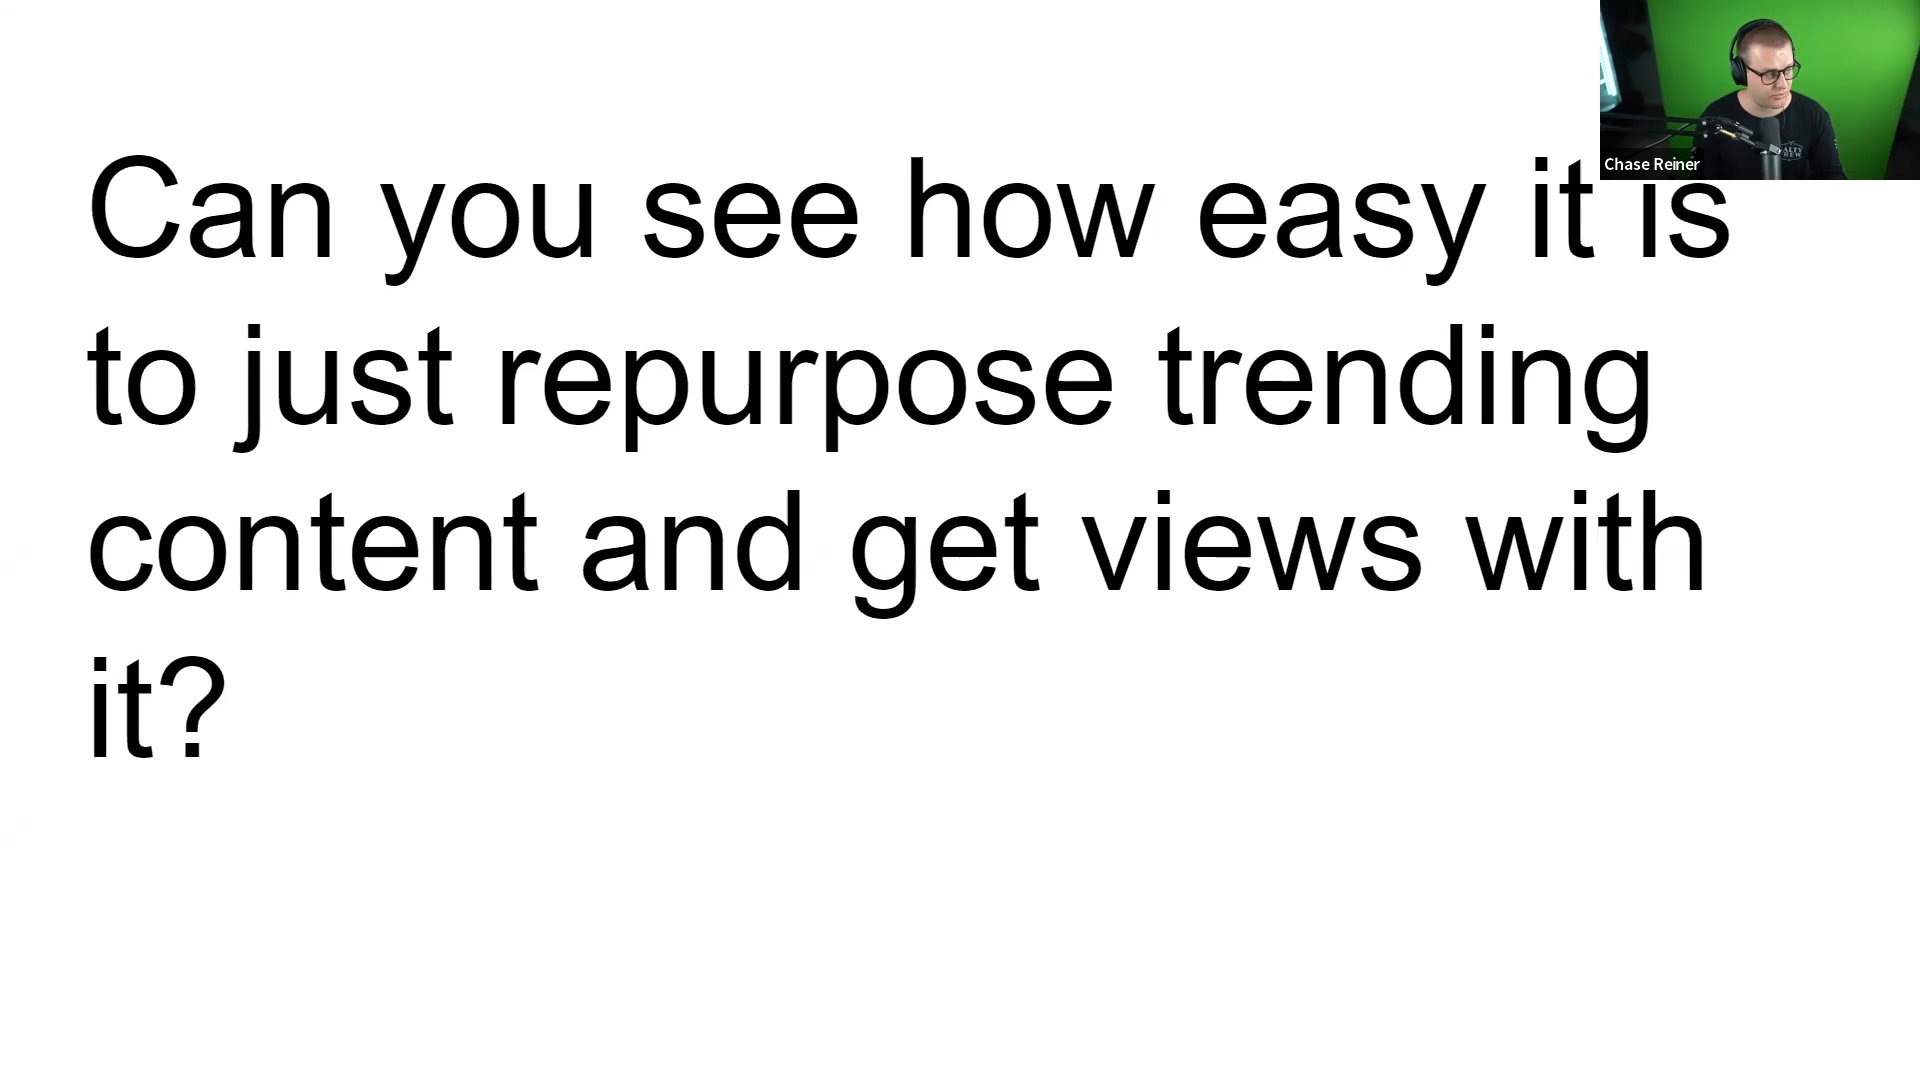 Can you see how easy it is
to just repurpose trending
content and get views with
it?
Chase Reiner